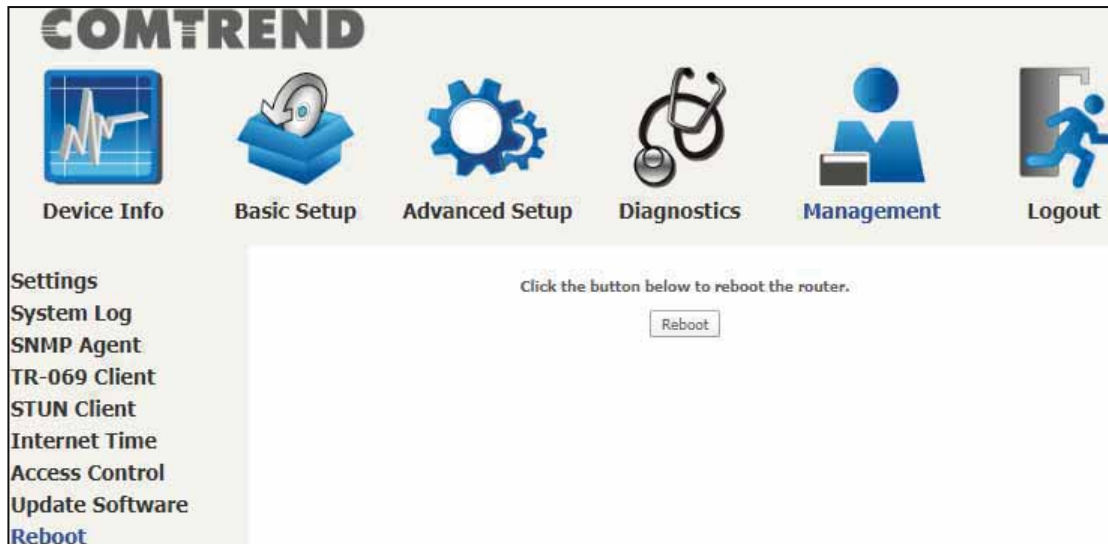 COMTREND
Device Info Basic Setup Advanced Setup Diagnostics Management Logout
Settings
System Log
SNMP Agent
TR-069 Client
STUN Client
Internet Time
Access Control
Update Software
Reboot
Click the button below to reboot the router.
Reboot